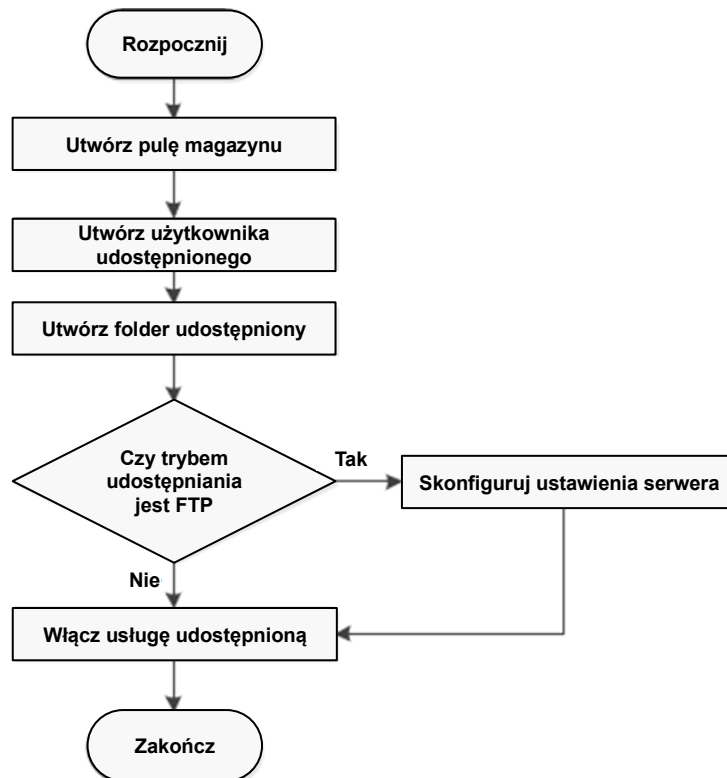 Rozpocznij
Utwórz pulę magazynu
Utwórz użytkownika
udostępnionego
Utwórz folder udostępniony
Czy trybem
udostępniania
jest FTP
Tak
Skonfiguruj ustawienia serwera
Nie
Włącz usługę udostępnioną
Zakończ